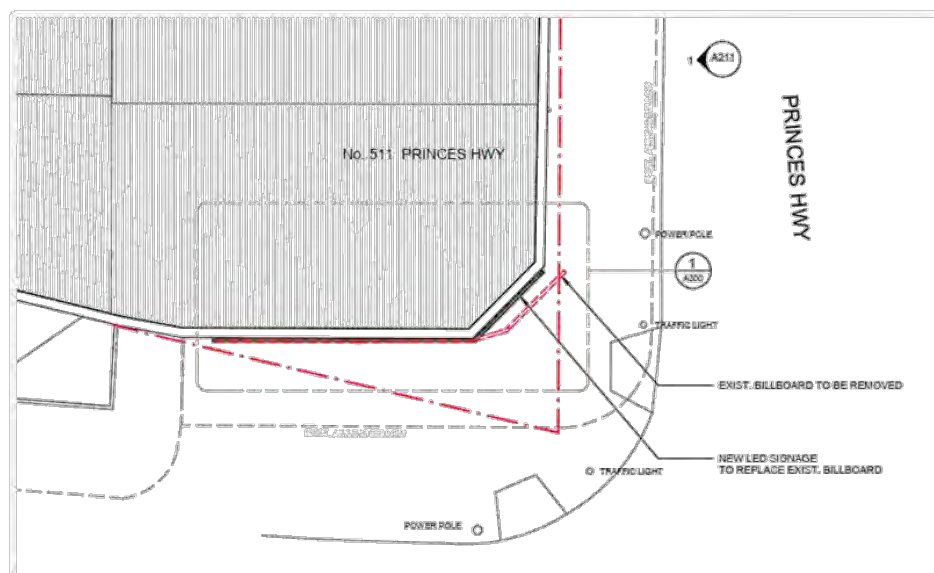 1
A211
PRINCES HWY
No. 511 PRINCES HWY
POWER POLE
1
A300
TRAFFIC LIGHT
EXIST. BILLBOARD TO BE REMOVED
NEW LED SIGNAGE
TO REPLACE EXIST. BILLBOARD
TRAFFIC LIGHT
POWER POLE